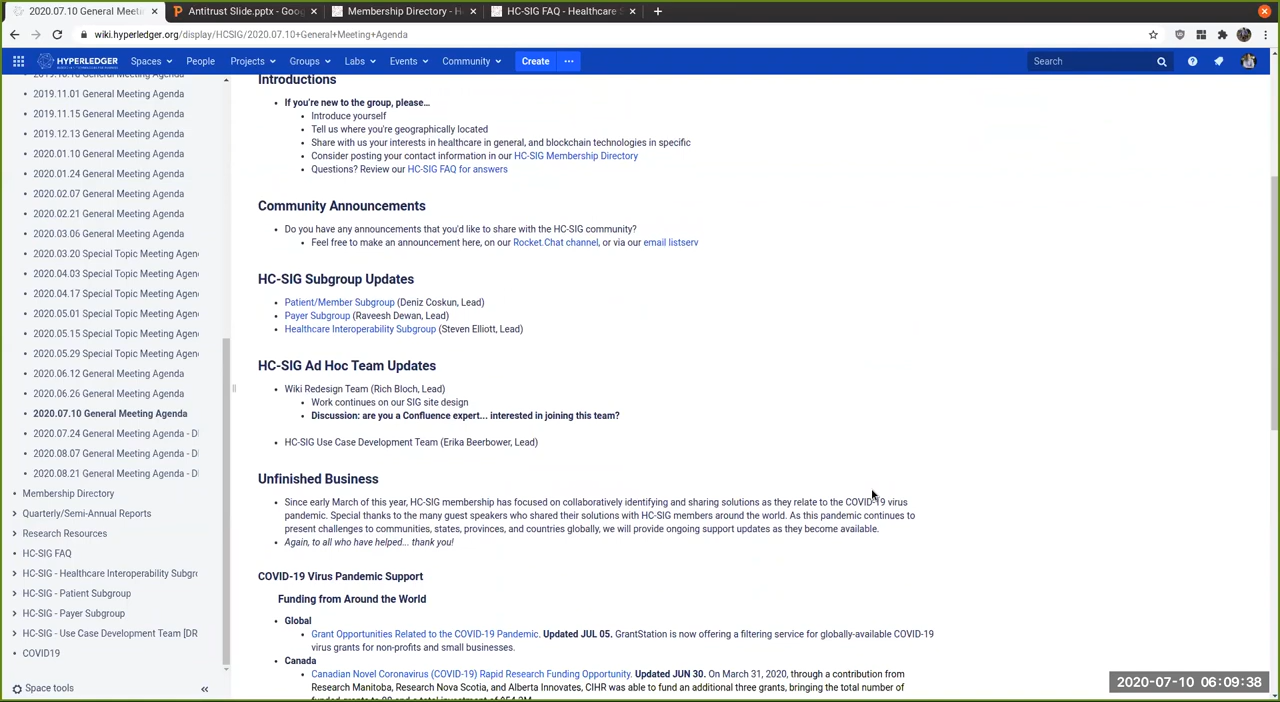 2020.07.10 General Meeti
Antitrust Slide.pptx - Goog
Membership Directory - H
HC-SIG FAQ - Healthcare S
wiki.hyperledger.org/display/HCSIG/2020.07.10+General+Meeting+Agenda
HYPERLEDGER
Spaces
People
Projects
Groups
Labs
Events
Community
Create
Search
2019.11.01 General Meeting Agenda
2019.11.15 General Meeting Agenda
2019.12.13 General Meeting Agenda
2020.01.10 General Meeting Agenda
2020.01.24 General Meeting Agenda
2020.02.07 General Meeting Agenda
2020.02.21 General Meeting Agenda
2020.03.06 General Meeting Agenda
2020.03.20 Special Topic Meeting Agen
2020.04.03 Special Topic Meeting Agen
2020.04.17 Special Topic Meeting Agen
2020.05.01 Special Topic Meeting Agen
2020.05.15 Special Topic Meeting Agen
2020.05.29 Special Topic Meeting Agen
2020.06.12 General Meeting Agenda
2020.06.26 General Meeting Agenda
2020.07.10 General Meeting Agenda
2020.07.24 General Meeting Agenda - D
2020.08.07 General Meeting Agenda - D
2020.08.21 General Meeting Agenda - D
Membership Directory
Quarterly/Semi-Annual Reports
Research Resources
HC-SIG FAQ
HC-SIG - Healthcare Interoperability Subgr
HC-SIG - Patient Subgroup
HC-SIG - Payer Subgroup
HC-SIG - Use Case Development Team [DR
COVID19
Space tools
Introductions
If you're new to the group, please...
Introduce yourself
Tell us where you're geographically located
Share with us your interests in healthcare in general, and blockchain technologies in specific
Consider posting your contact information in our HC-SIG Membership Directory
Questions? Review our HC-SIG FAQ for answers
Community Announcements
Do you have any announcements that you'd like to share with the HC-SIG community?
Feel free to make an announcement here, on our Rocket.Chat channel, or via our email listserv
HC-SIG Subgroup Updates
Patient/Member Subgroup (Deniz Coskun, Lead)
Payer Subgroup (Raveesh Dewan, Lead)
Healthcare Interoperability Subgroup (Steven Elliott, Lead)
HC-SIG Ad Hoc Team Updates
Wiki Redesign Team (Rich Bloch, Lead)
Work continues on our SIG site design
Discussion: are you a Confluence expert... interested in joining this team?
HC-SIG Use Case Development Team (Erika Beerbower, Lead)
Unfinished Business
Since early March of this year, HC-SIG membership has focused on collaboratively identifying and sharing solutions as they relate to the COVID-19 virus
pandemic. Special thanks to the many guest speakers who shared their solutions with HC-SIG members around the world. As this pandemic continues to
present challenges to communities, states, provinces, and countries globally, we will provide ongoing support updates as they become available.
Again, to all who have helped... thank you!
COVID-19 Virus Pandemic Support
Funding from Around the World
Global
Grant Opportunities Related to the COVID-19 Pandemic. Updated JUL 05. GrantStation is now offering a filtering service for globally-available COVID-19
virus grants for non-profits and small businesses.
Canada
Canadian Novel Coronavirus (COVID-19) Rapid Research Funding Opportunity. Updated JUN 30. On March 31, 2020, through a contribution from
Research Manitoba, Research Nova Scotia, and Alberta Innovates, CIHR was able to fund an additional three grants, bringing the total number of
2020-07-10 06:09:38